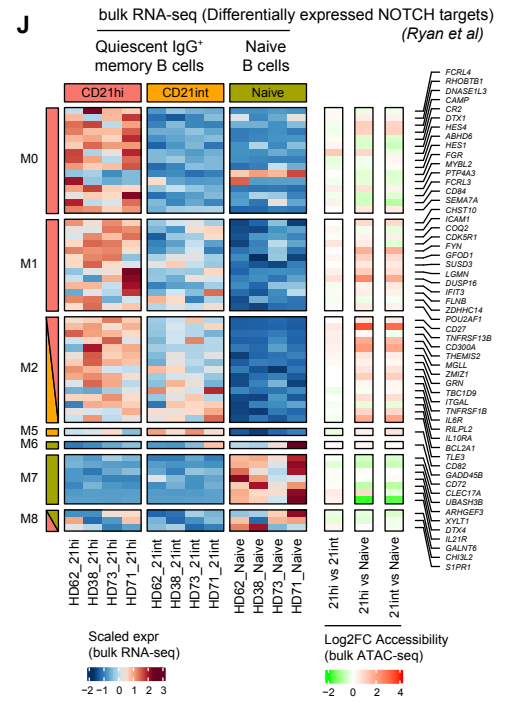 J
bulk RNA-seq (Differentially expressed NOTCH targets)
(Ryan et al)
Quiescent IgG⁺
memory B cells
Naive
B cells
CD21hi
CD21int
Naive
M0
M1
M2
M5
M6
M7
M8
FCRL4
RHOBTB1
DNASE1L3
CAMP
CR2
DTX1
HES4
ABHD6
HES1
FGR
MYBL2
PTP4A3
FCRL3
CD84
SEMA7A
CHST10
ICAM1
COQ2
CDK5R1
FYN
GFOD1
SUSD3
LGMN
DUSP16
IFIT3
FLNB
ZDHHC14
POU2AF1
CD27
TNFRSF13B
CD300A
THEMIS2
MGLL
ZMIZ1
GRN
TBC1D9
ITGAL
TNFRSF1B
IL6R
RILPL2
IL10RA
BCL2A1
TLE3
CD82
GADD45B
CD72
CLEC17A
UBASH3B
ARHGEF3
XYLT1
DTX4
IL21R
GALNT6
CHI3L2
S1PR1
HD62_21hi
HD38_21hi
HD73_21hi
HD71_21hi
HD62_21int
HD38_21int
HD73_21int
HD71_21int
HD62_Naive
HD38_Naive
HD73_Naive
HD71_Naive
21hi vs 21int
21hi vs Naive
21int vs Naive
Scaled expr
(bulk RNA-seq)
−2 −1 0 1 2 3
Log2FC Accessibility
(bulk ATAC-seq)
−2 0 2 4